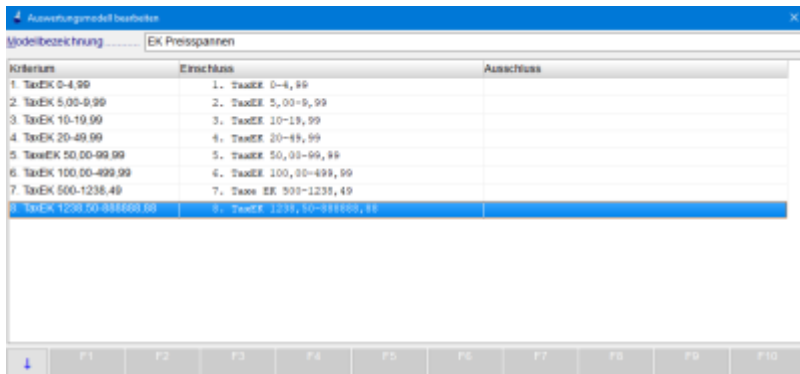 Auswertungsmodell bearbeiten
Modellbezeichnung......... EK Preisspannen
Kriterium Einschluss Ausschluss
1. TaxEK 0-4,99 1. TaxEK 0-4,99
2. TaxEK 5,00-9,99 2. TaxEK 5,00-9,99
3. TaxEK 10-19.99 3. TaxEK 10-19,99
4. TaxEK 20-49.99 4. TaxEK 20-49,99
5. TaxeEK 50,00-99,99 5. TaxEK 50,00-99,99
6. TaxEK 100,00-499,99 6. TaxEK 100,00-499,99
7. TaxEK 500-1238,49 7. Taxe EK 500-1238,49
8. TaxEK 1238,50-888888,88 8. TaxEK 1238,50-888888,88
F1 F2 F3 F4 F5 F6 F7 F8 F9 F10